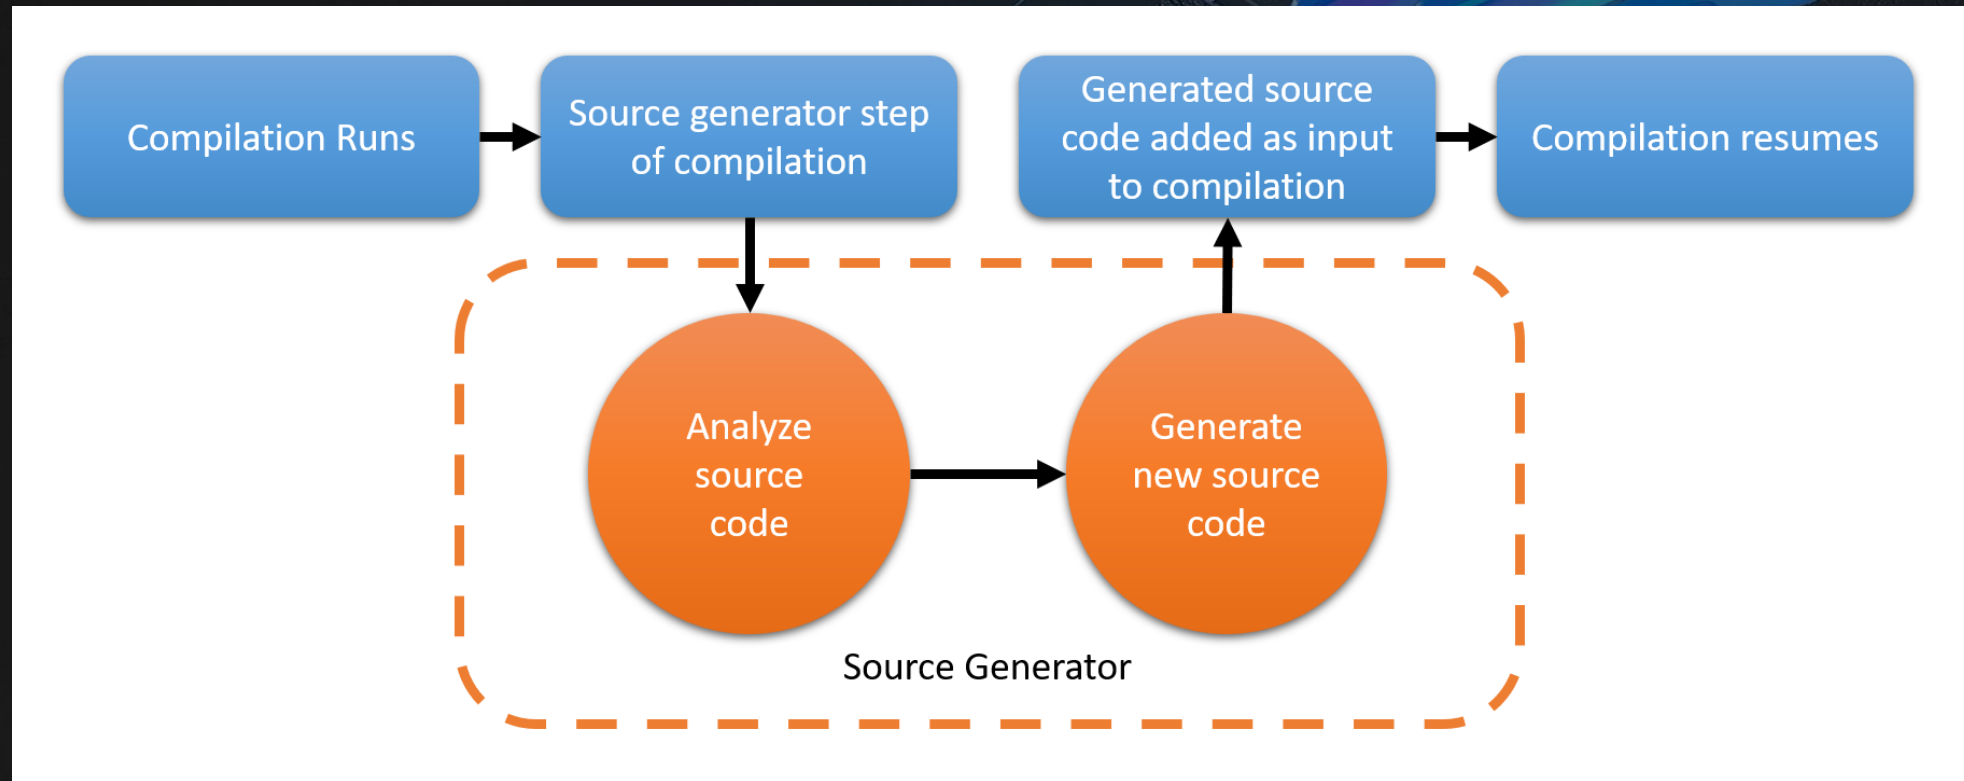 Compilation Runs
Source generator step
of compilation
Generated source
code added as input
to compilation
Compilation resumes
Analyze
source
code
Generate
new source
code
Source Generator